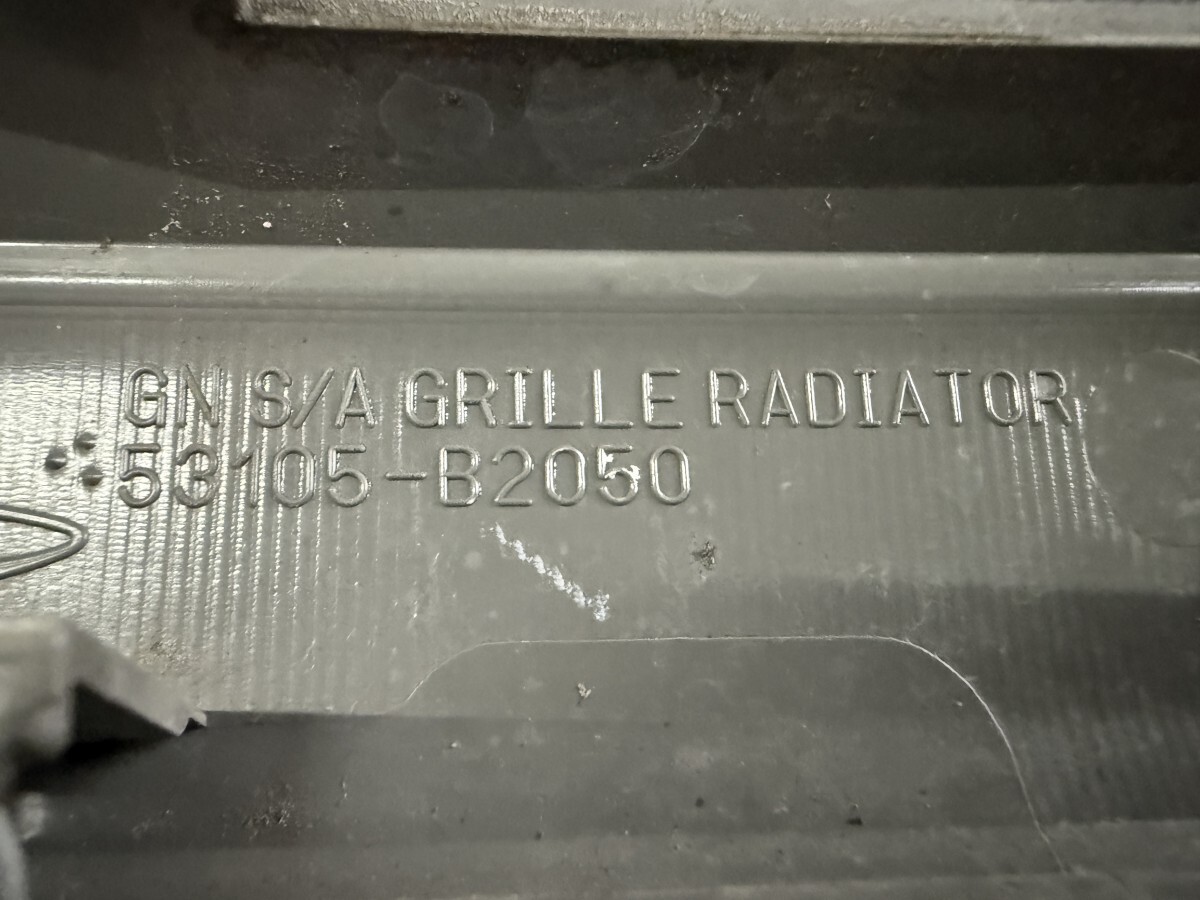 GN S/A GRILLE RADIATOR
53105-B2050